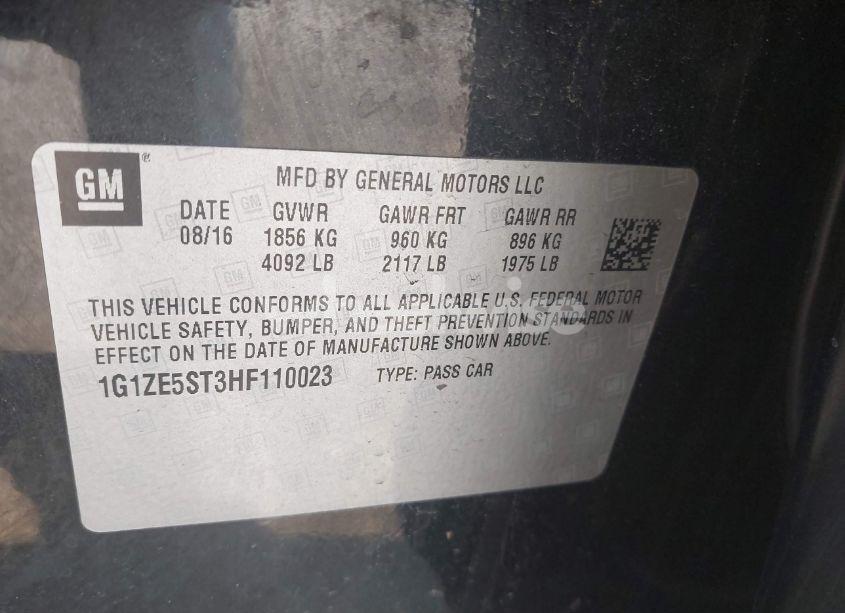 GM®
MFD BY GENERAL MOTORS LLC
DATE GVWR GAWR FRT GAWR RR
08/16 1856 KG 960 KG 896 KG
4092 LB 2117 LB 1975 LB
THIS VEHICLE CONFORMS TO ALL APPLICABLE U.S. FEDERAL MOTOR
VEHICLE SAFETY, BUMPER, AND THEFT PREVENTION STANDARDS IN
EFFECT ON THE DATE OF MANUFACTURE SHOWN ABOVE.
1G1ZE5ST3HF110023 TYPE: PASS CAR